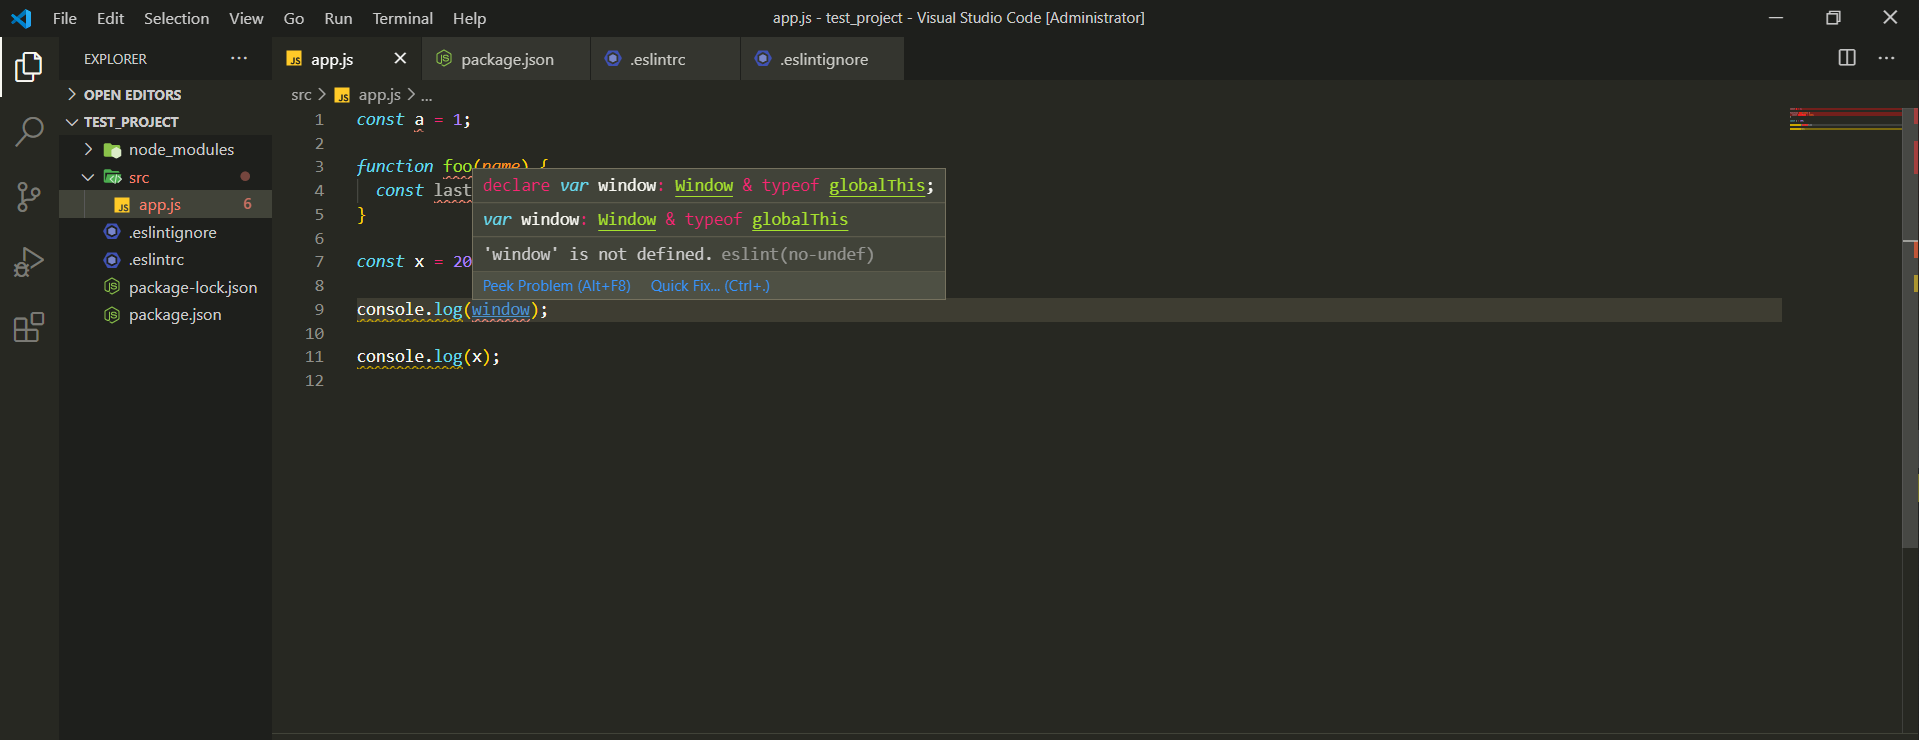 File Edit Selection View Go Run Terminal Help
app.js - test_project - Visual Studio Code [Administrator]
EXPLORER
app.js
package.json
.eslintrc
.eslintignore
OPEN EDITORS
TEST_PROJECT
node_modules
src
app.js 6
.eslintignore
.eslintrc
package-lock.json
package.json
src > app.js > ...
1 const a = 1;
2
3 function foo(name) {
4 const last
5 }
6
7 const x = 20
8
9 console.log(window);
10
11 console.log(x);
12
declare var window: Window & typeof globalThis;
var window: Window & typeof globalThis
'window' is not defined. eslint(no-undef)
Peek Problem (Alt+F8) Quick Fix... (Ctrl+.)